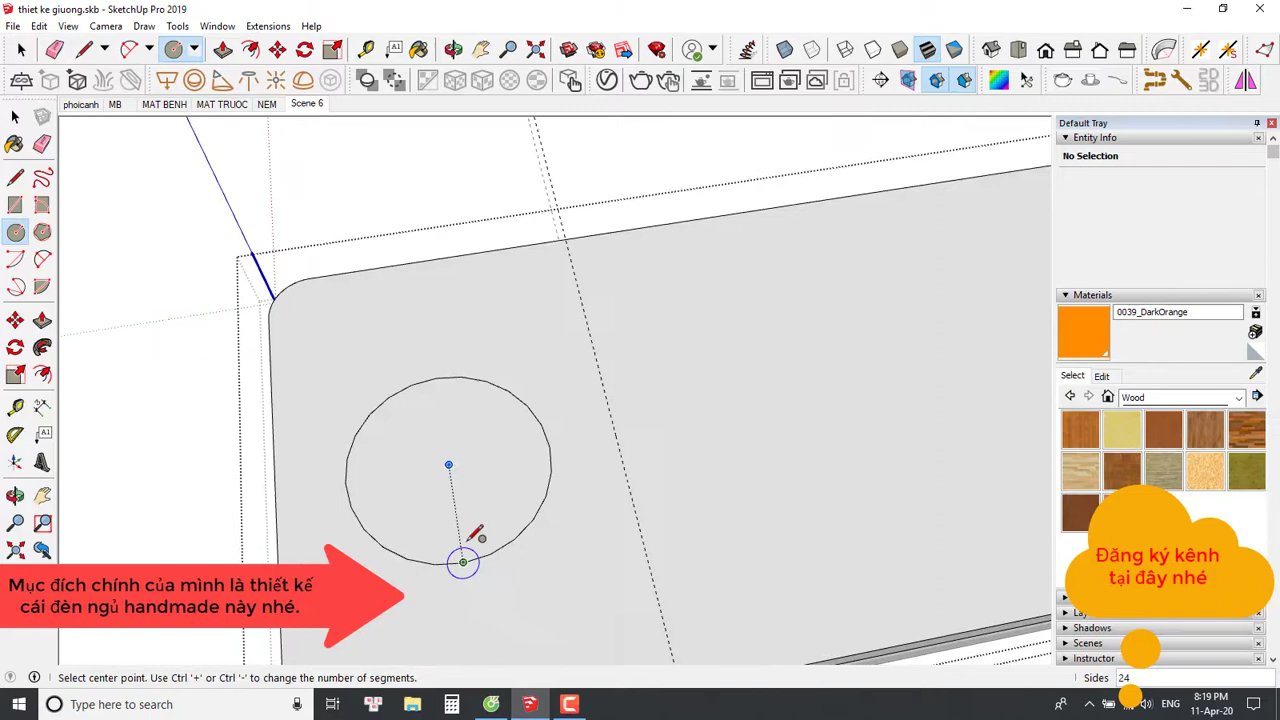 thiet ke giuong.skb - SketchUp Pro 2019
File Edit View Camera Draw Tools Window Extensions Help
phoicanh MB MAT BENH MAT TRUOC NEM Scene 6
Default Tray
Entity Info
No Selection
Materials
0039_DarkOrange
Select Edit
Wood
Mục đích chính của mình là thiết kế
cái đèn ngủ handmade này nhé.
Đăng ký kênh
tại đây nhé
Shadows
Scenes
Instructor
Select center point. Use Ctrl '+' or Ctrl '-' to change the number of segments.
Sides 24
Type here to search
ENG
8:19 PM
11-Apr-20